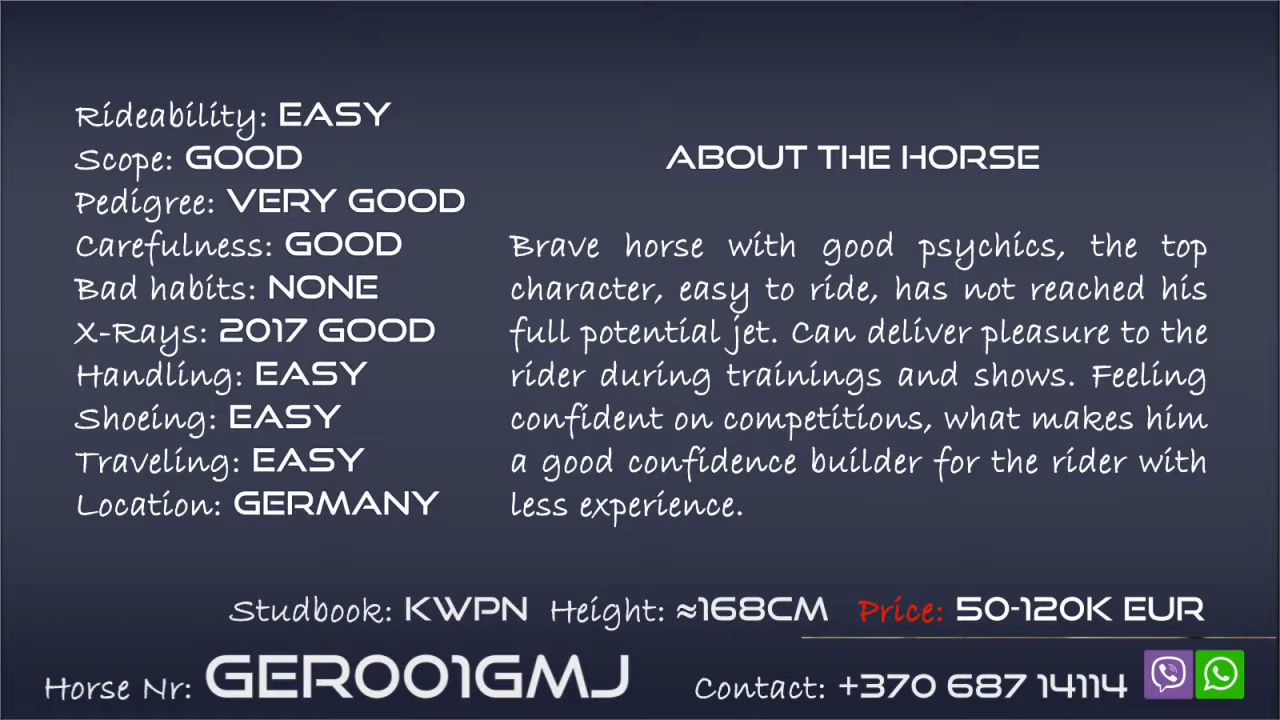 Rideability: EASY
Scope: GOOD
Pedigree: VERY GOOD
Carefulness: GOOD
Bad habits: NONE
X-Rays: 2017 GOOD
Handling: EASY
Shoeing: EASY
Traveling: EASY
Location: GERMANY
ABOUT THE HORSE
Brave horse with good psychics, the top
character, easy to ride, has not reached his
full potential jet. Can deliver pleasure to the
rider during trainings and shows. Feeling
confident on competitions, what makes him
a good confidence builder for the rider with
less experience.
Studbook: KWPN Height: ≈168CM Price: 50-120K EUR
Horse Nr: GER001GMJ Contact: +370 687 14114